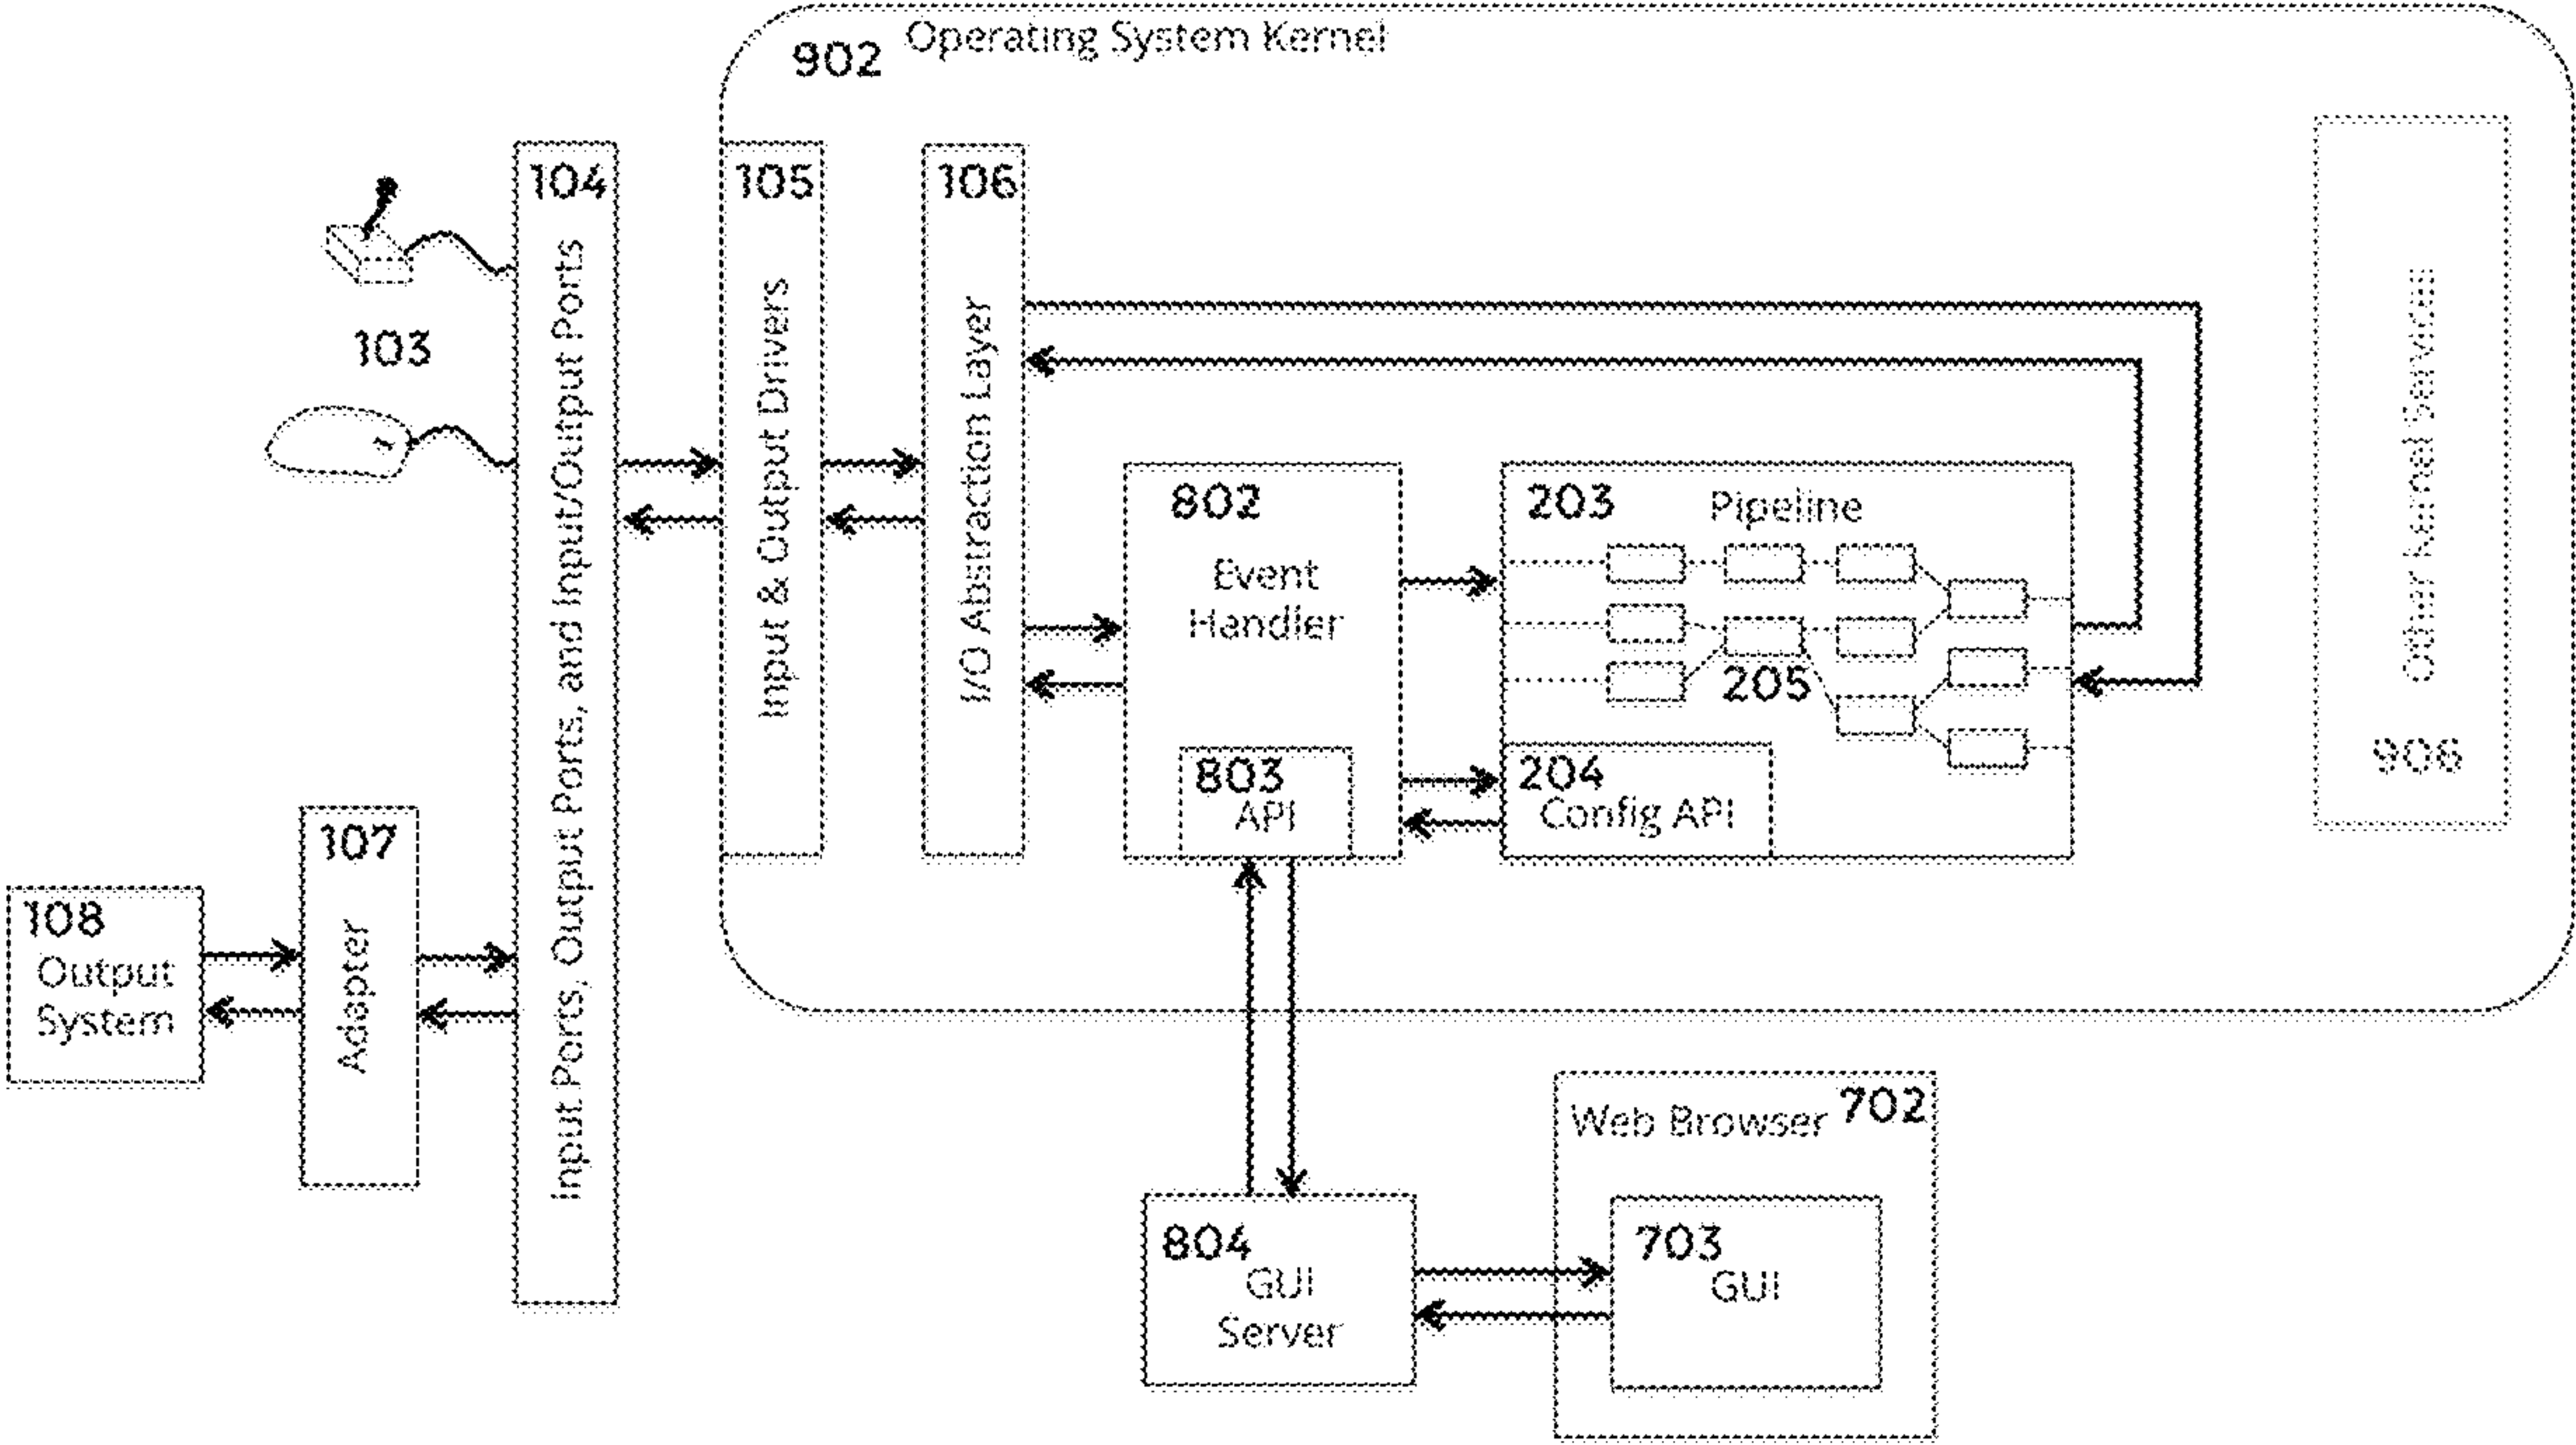 902 Operating System Kernel
103
104
Input Ports, Output Ports, and Input/Output Ports
105
Input & Output Drivers
106
I/O Abstraction Layer
802
Event
Handler
803
API
203 Pipeline
205
204
Config API
Other Kernel Services
906
107
Adapter
108
Output
System
804
GUI
Server
Web Browser 702
703
GUI